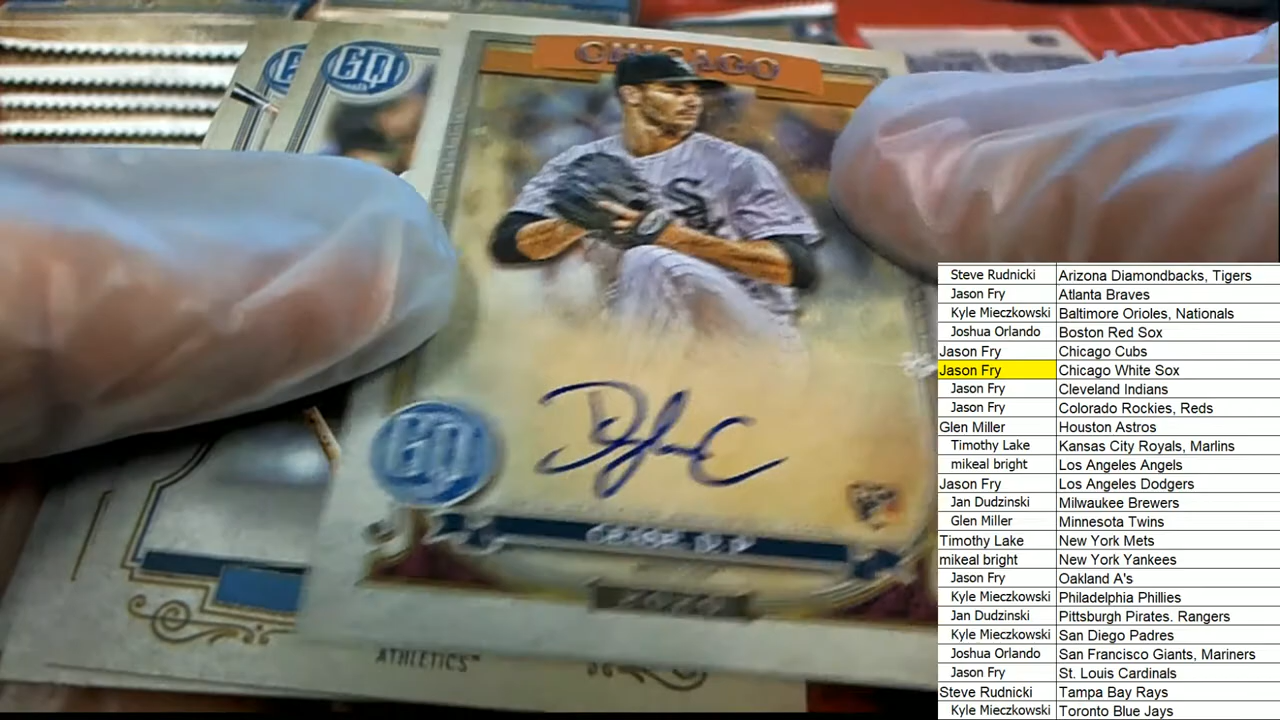 CHICAGO
GQ
GQ
Sox
GQ
ATHLETICS™
Steve Rudnicki Arizona Diamondbacks, Tigers
Jason Fry Atlanta Braves
Kyle Mieczkowski Baltimore Orioles, Nationals
Joshua Orlando Boston Red Sox
Jason Fry Chicago Cubs
Jason Fry Chicago White Sox
Jason Fry Cleveland Indians
Jason Fry Colorado Rockies, Reds
Glen Miller Houston Astros
Timothy Lake Kansas City Royals, Marlins
mikeal bright Los Angeles Angels
Jason Fry Los Angeles Dodgers
Jan Dudzinski Milwaukee Brewers
Glen Miller Minnesota Twins
Timothy Lake New York Mets
mikeal bright New York Yankees
Jason Fry Oakland A's
Kyle Mieczkowski Philadelphia Phillies
Jan Dudzinski Pittsburgh Pirates. Rangers
Kyle Mieczkowski San Diego Padres
Joshua Orlando San Francisco Giants, Mariners
Jason Fry St. Louis Cardinals
Steve Rudnicki Tampa Bay Rays
Kyle Mieczkowski Toronto Blue Jays